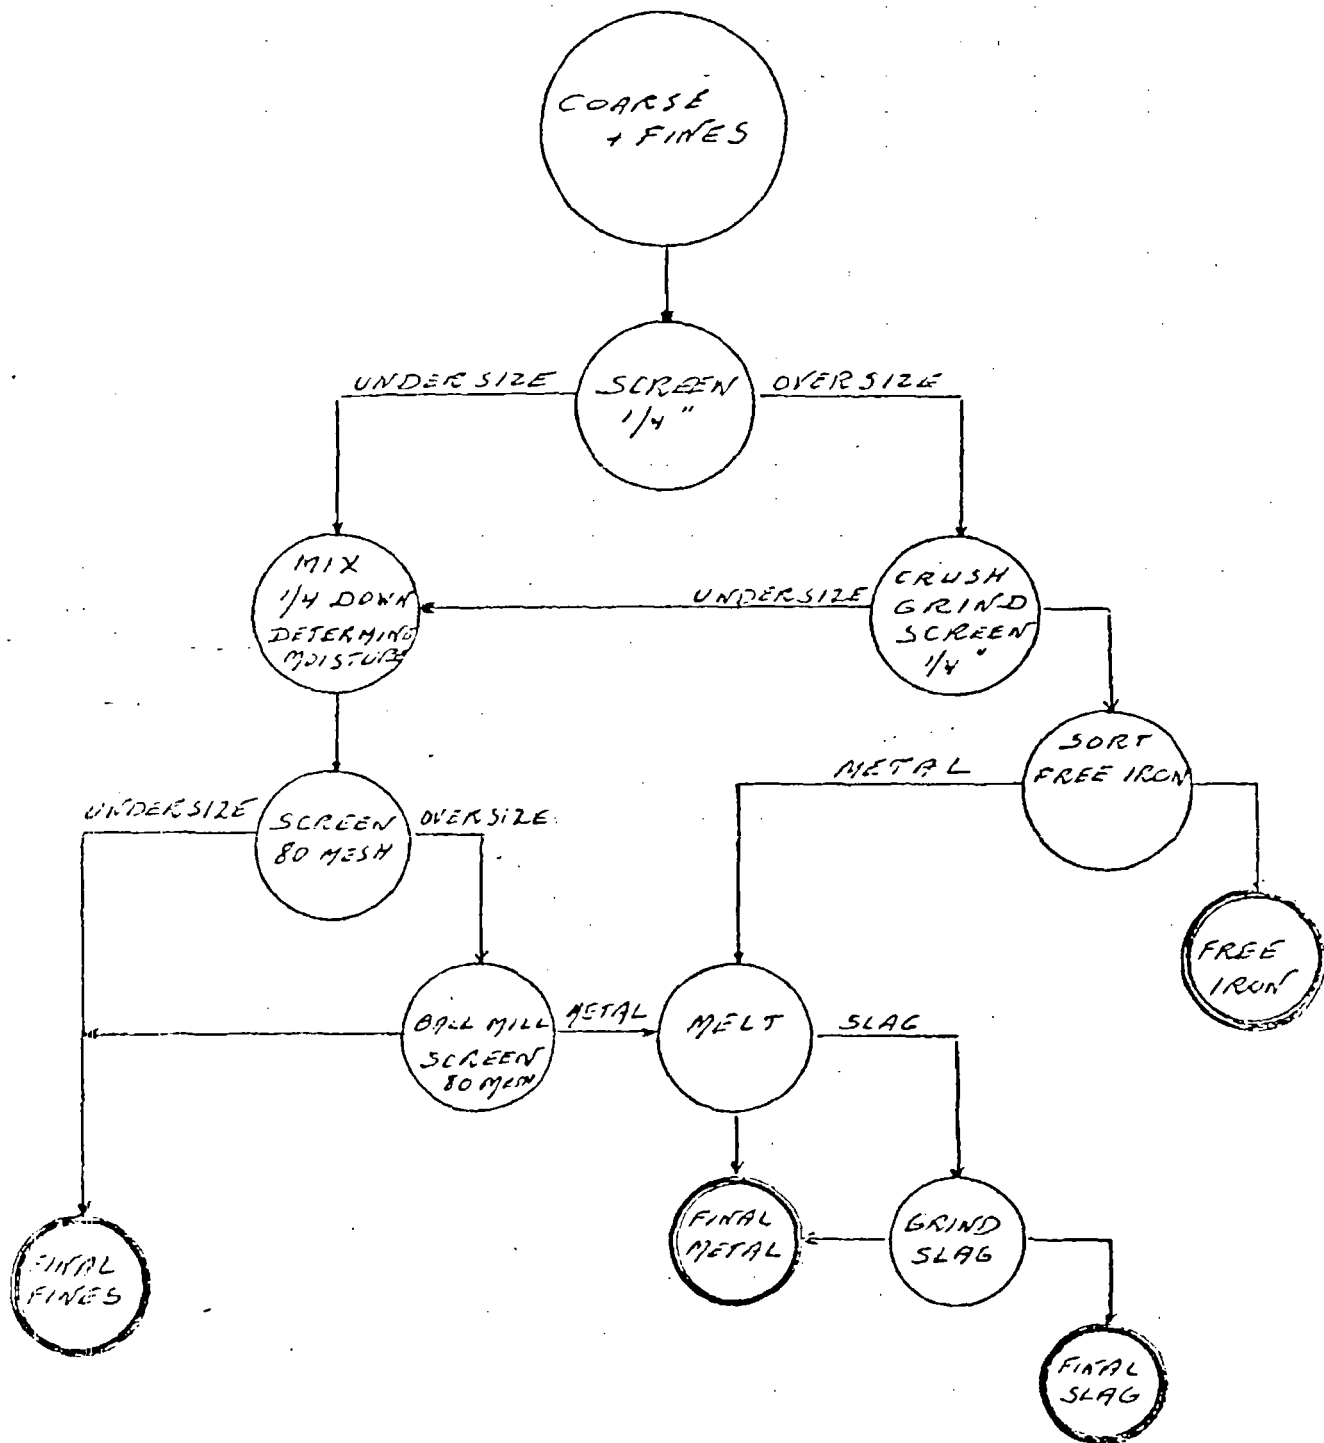 COARSE
+ FINES
UNDERSIZE
SCREEN
1/4 "
OVERSIZE
MIX
1/4 DOWN
DETERMINE
MOISTURE
UNDERSIZE
CRUSH
GRIND
SCREEN
1/4 "
SORT
FREE IRON
METAL
UNDERSIZE
SCREEN
80 MESH
OVERSIZE
FREE
IRON
BALL MILL
SCREEN
80 MESH
METAL
MELT
SLAG
FINAL
METAL
GRIND
SLAG
FINAL
FINES
FINAL
SLAG